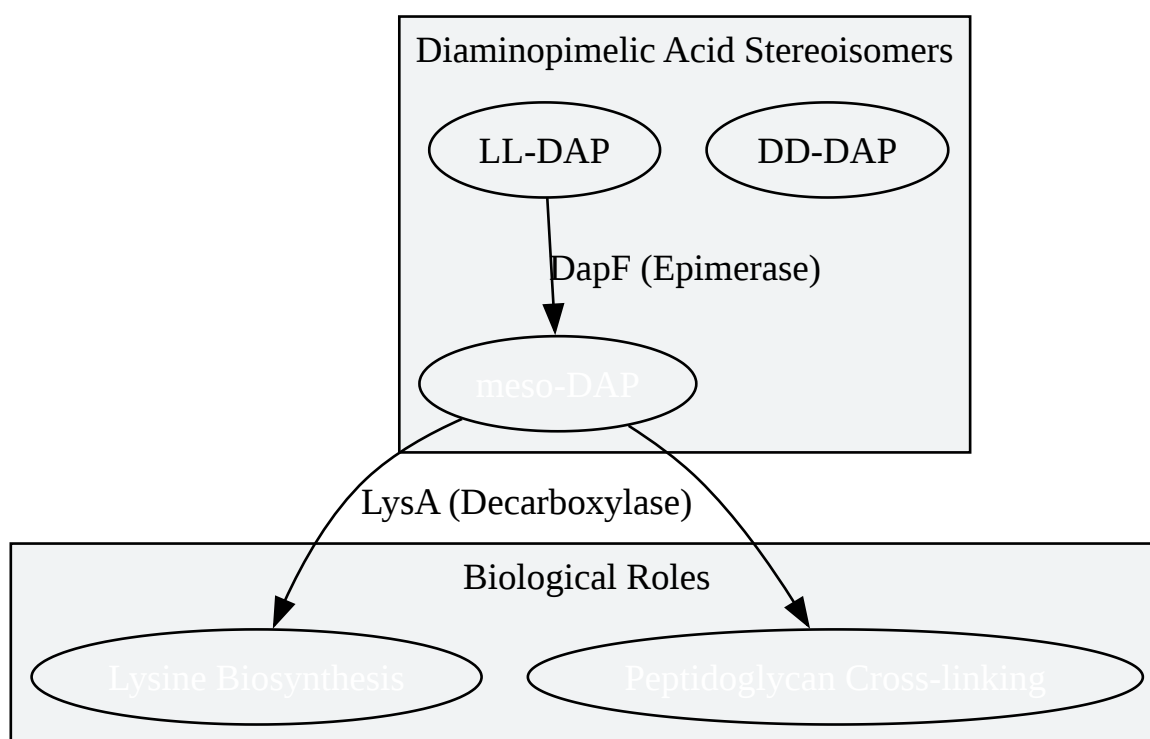 Diaminopimelic Acid Stereoisomers
LL-DAP
DD-DAP
DapF (Epimerase)
meso-DAP
LysA (Decarboxylase)
Biological Roles
Lysine Biosynthesis
Peptidoglycan Cross-linking